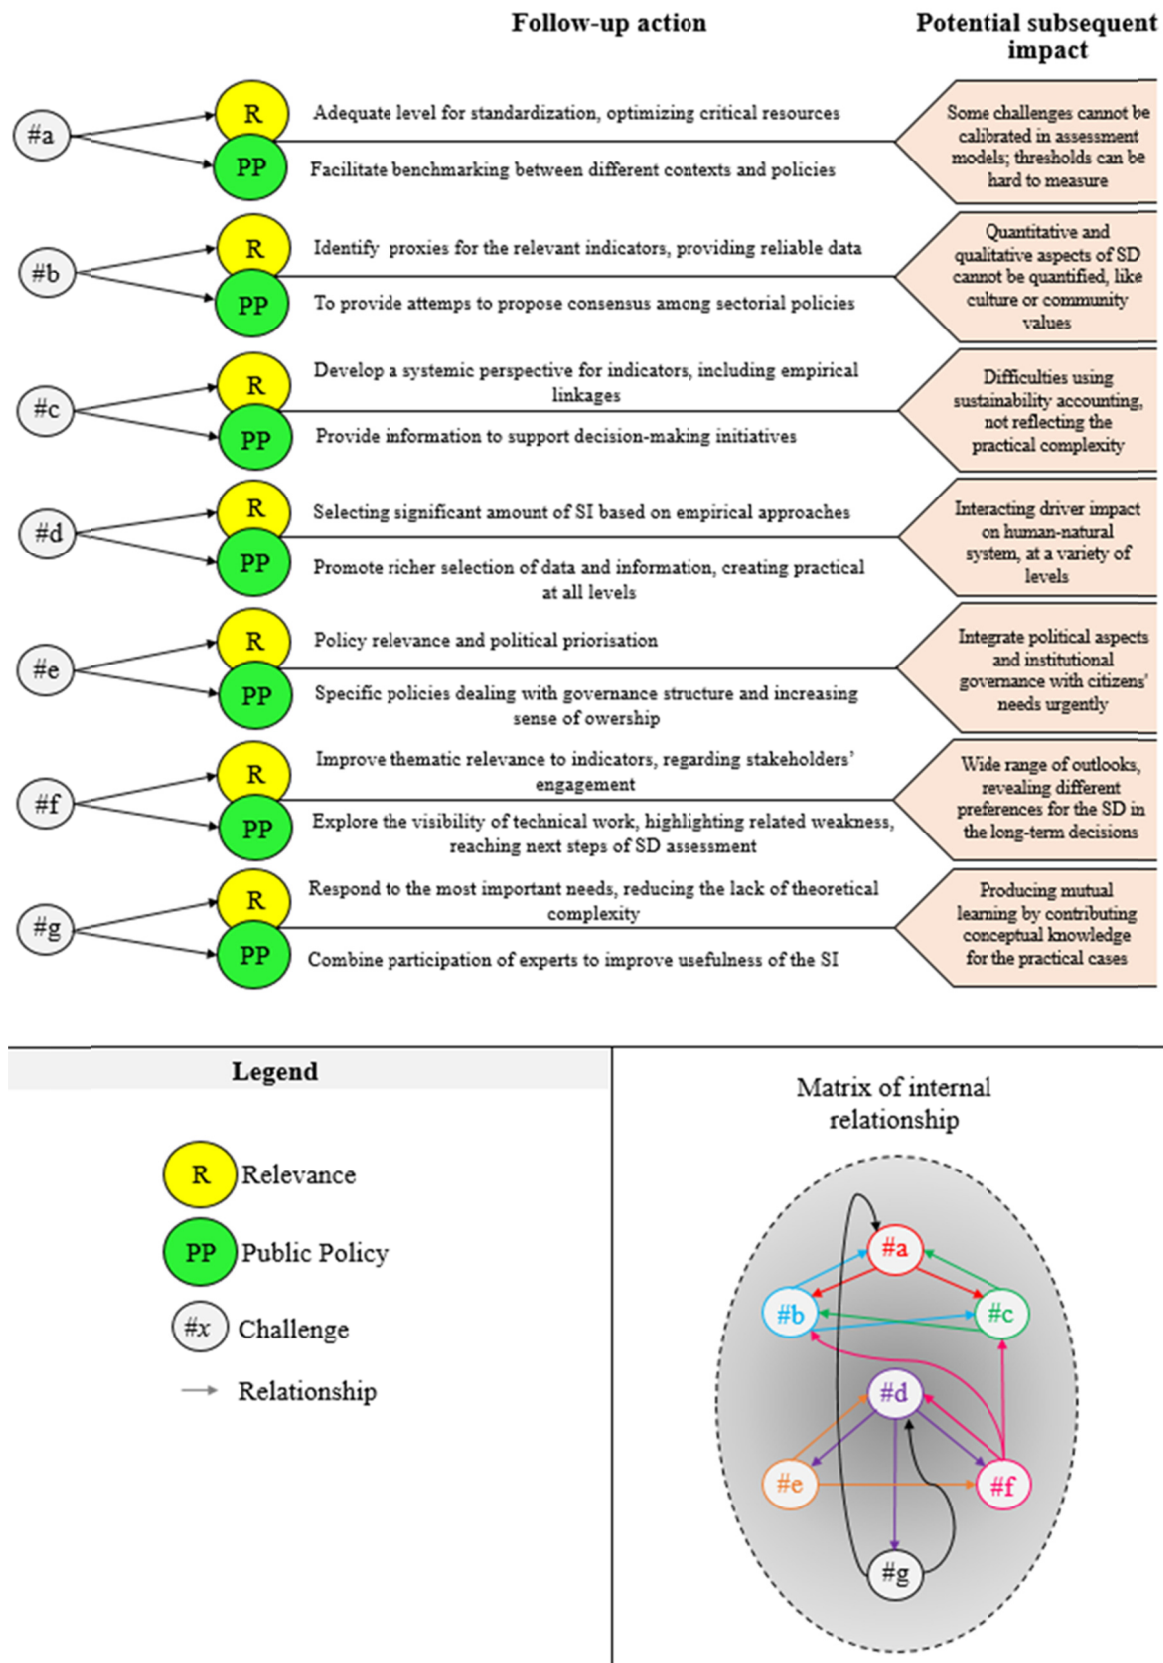 Follow-up action
Potential subsequent
impact
#a
R
Adequate level for standardization, optimizing critical resources
PP
Facilitate benchmarking between different contexts and policies
Some challenges cannot be
calibrated in assessment
models; thresholds can be
hard to measure
#b
R
Identify proxies for the relevant indicators, providing reliable data
PP
To provide attemps to propose consensus among sectorial policies
Quantitative and
qualitative aspects of SD
cannot be quantified, like
culture or community
values
#c
R
Develop a systemic perspective for indicators, including empirical
linkages
PP
Provide information to support decision-making initiatives
Difficulties using
sustainability accounting,
not reflecting the
practical complexity
#d
R
Selecting significant amount of SI based on empirical approaches
PP
Promote richer selection of data and information, creating practical
at all levels
Interacting driver impact
on human-natural
system, at a variety of
levels
#e
R
Policy relevance and political priorisation
PP
Specific policies dealing with governance structure and increasing
sense of owership
Integrate political aspects
and institutional
governance with citizens'
needs urgently
#f
R
Improve thematic relevance to indicators, regarding stakeholders'
engagement
PP
Explore the visibility of technical work, highlighting related weakness,
reaching next steps of SD assessment
Wide range of outlooks,
revealing different
preferences for the SD in
the long-term decisions
#g
R
Respond to the most important needs, reducing the lack of theoretical
complexity
PP
Combine participation of experts to improve usefulness of the SI
Producing mutual
learning by contributing
conceptual knowledge
for the practical cases
Legend
R Relevance
PP Public Policy
#x Challenge
Relationship
Matrix of internal
relationship
#a
#b
#c
#d
#e
#f
#g